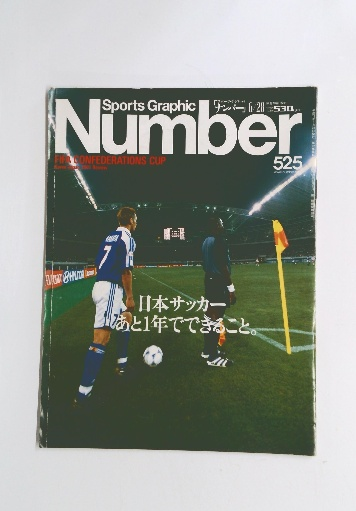 Sports Graphic
ナンバー 6/20
530
Number
FIFA CONFEDERATIONS CUP
525
7
日本サッカー
あと1年でできること。